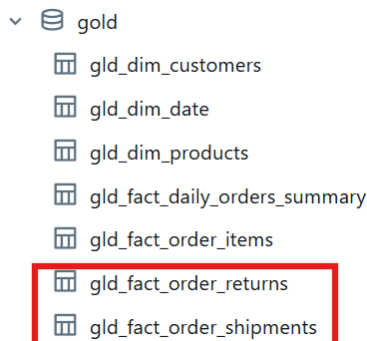 gold
gld_dim_customers
gld_dim_date
gld_dim_products
gld_fact_daily_orders_summary
gld_fact_order_items
gld_fact_order_returns
gld_fact_order_shipments